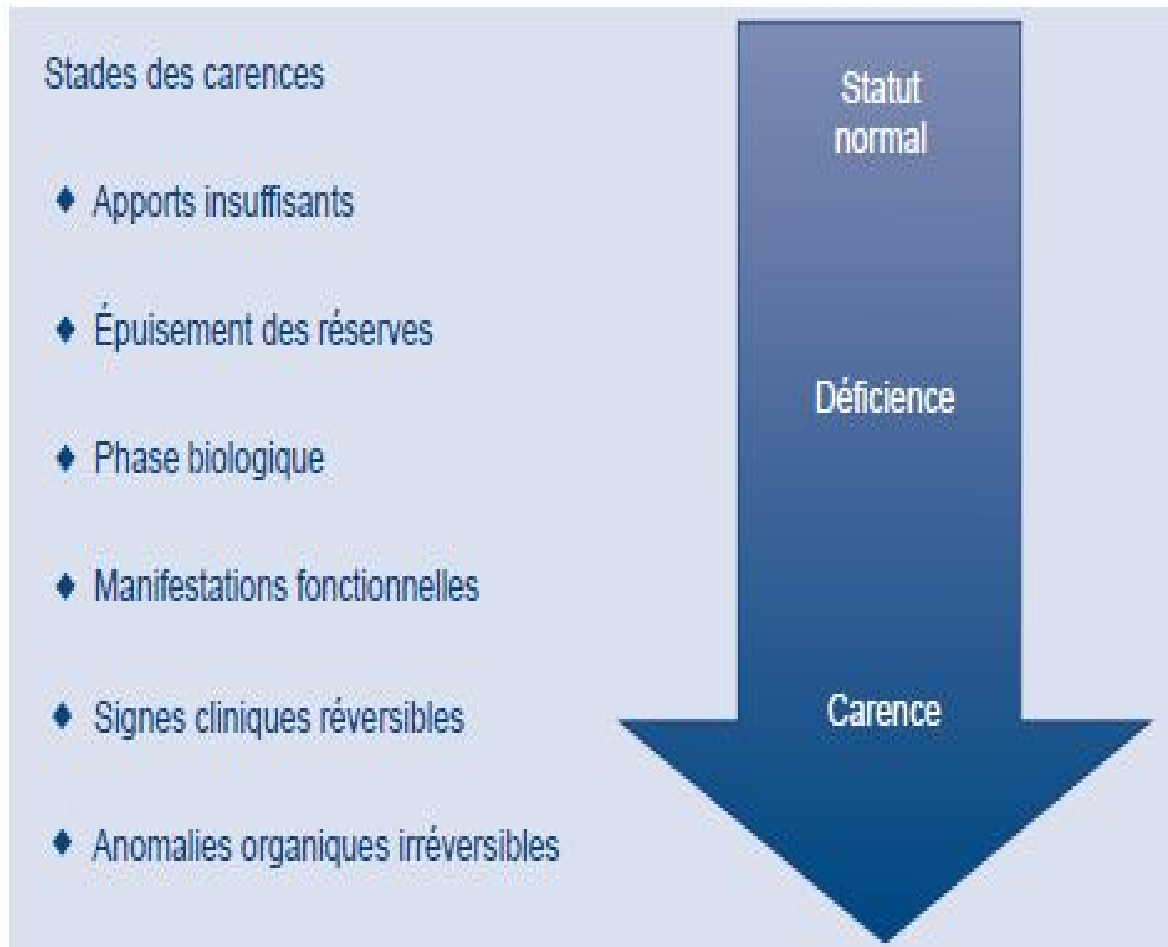 Stades des carences
♦ Apports insuffisants
♦ Épuisement des réserves
♦ Phase biologique
♦ Manifestations fonctionnelles
♦ Signes cliniques réversibles
♦ Anomalies organiques irréversibles
Statut
normal
Déficience
Carence